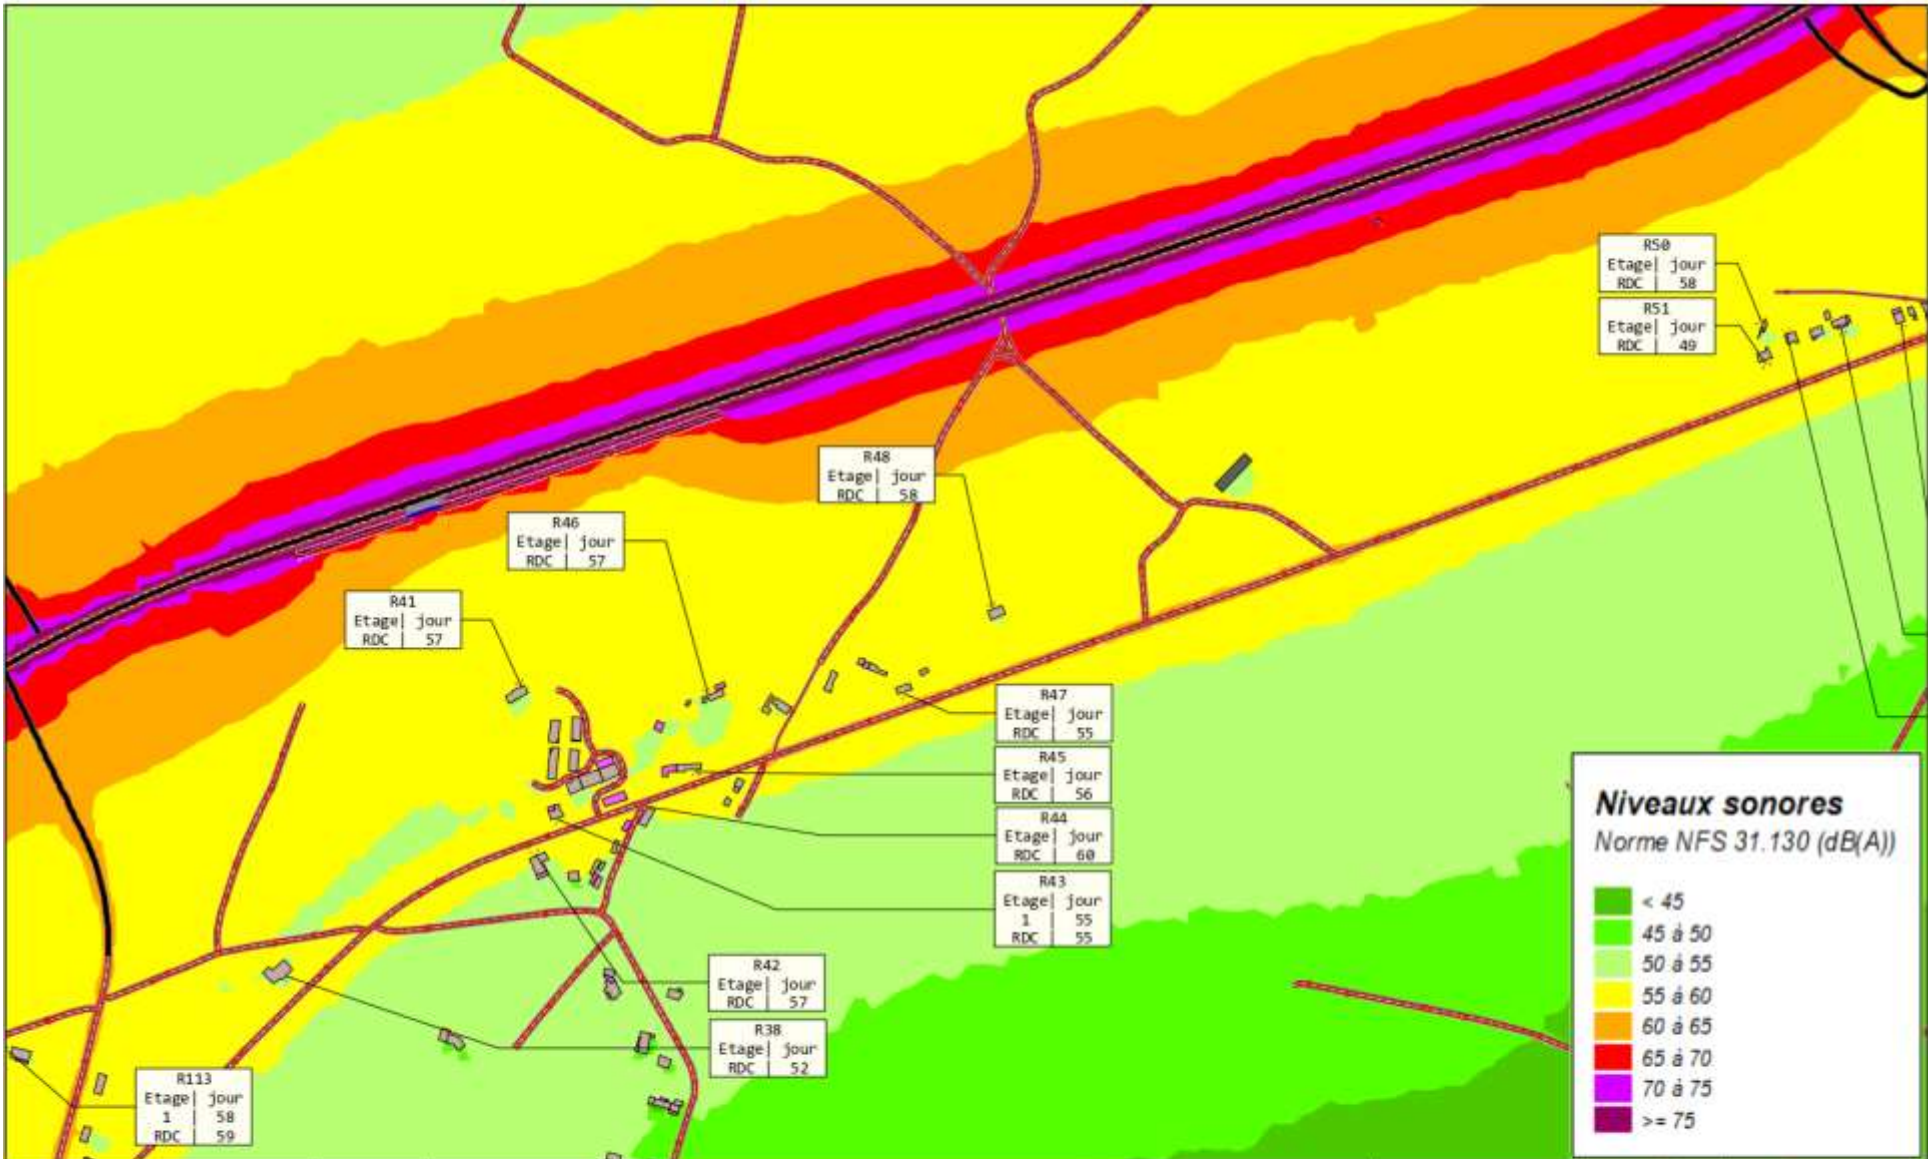 R50
Etage| jour
RDC | 58
R51
Etage| jour
RDC | 49
R48
Etage| jour
RDC | 58
R46
Etage| jour
RDC | 57
R41
Etage| jour
RDC | 57
R47
Etage| jour
RDC | 55
R45
Etage| jour
RDC | 56
R44
Etage| jour
RDC | 60
R43
Etage| jour
1 | 55
RDC | 55
R42
Etage| jour
RDC | 57
R38
Etage| jour
RDC | 52
R113
Etage| jour
1 | 58
RDC | 59
Niveaux sonores
Norme NFS 31.130 (dB(A))
< 45
45 à 50
50 à 55
55 à 60
60 à 65
65 à 70
70 à 75
>= 75